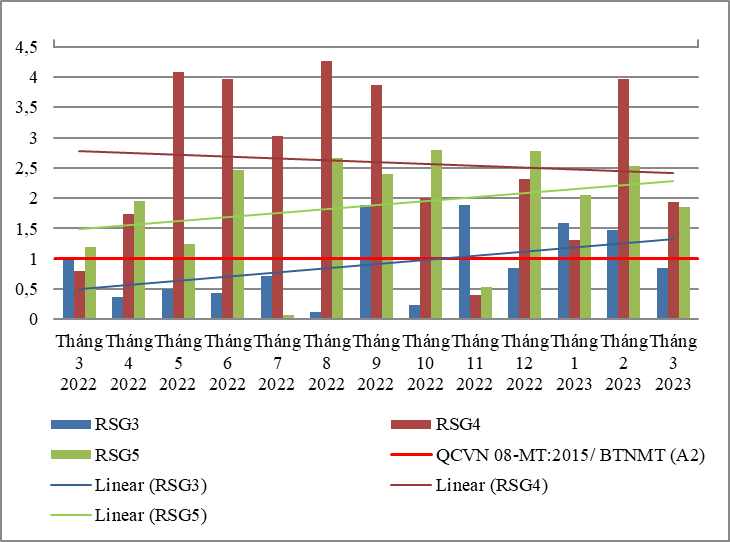 4,5
4
3,5
3
2,5
2
1,5
1
0,5
0
Tháng Tháng Tháng Tháng Tháng Tháng Tháng Tháng Tháng Tháng Tháng Tháng Tháng
3 4 5 6 7 8 9 10 11 12 1 2 3
2022 2022 2022 2022 2022 2022 2022 2022 2022 2022 2023 2023 2023
RSG3 RSG4
RSG5 QCVN 08-MT:2015/ BTNMT (A2)
Linear (RSG3) Linear (RSG4)
Linear (RSG5)